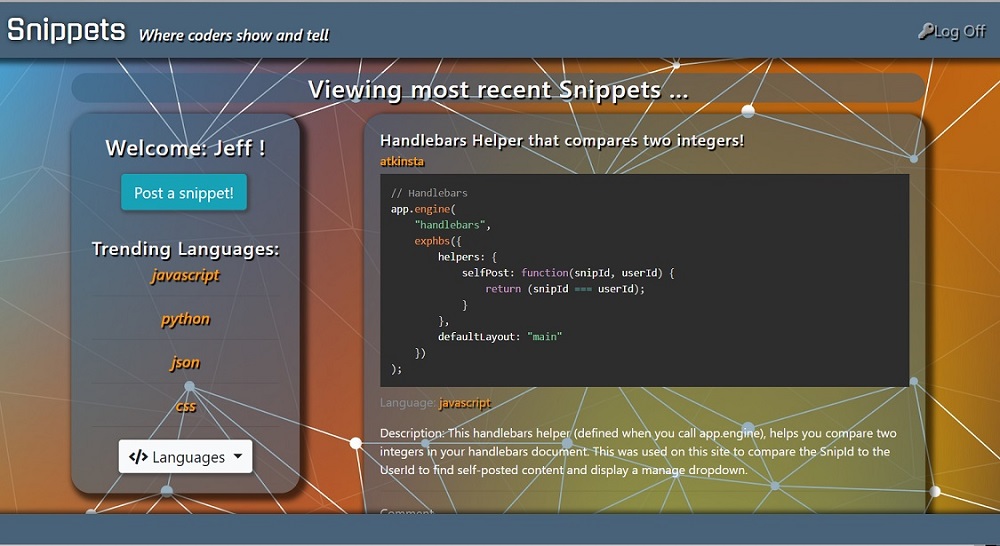 Snippets Where coders show and tell
Log Off
Viewing most recent Snippets ...
Welcome: Jeff !
Post a snippet!
Trending Languages:
javascript
python
json
css
</> Languages
Handlebars Helper that compares two integers!
atkinsta
// Handlebars
app.engine(
    "handlebars",
    exphbs({
        helpers: {
            selfPost: function(snipId, userId) {
                return (snipId === userId);
            }
        },
        defaultLayout: "main"
    })
);
Language: javascript
Description: This handlebars helper (defined when you call app.engine), helps you compare two
integers in your handlebars document. This was used on this site to compare the SnipId to the
UserId to find self-posted content and display a manage dropdown.
Comment